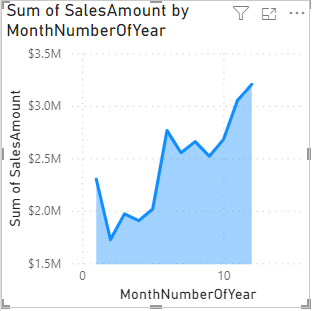 Sum of SalesAmount by
MonthNumberOfYear
$3.5M
$3.0M
$2.5M
$2.0M
$1.5M
Sum of SalesAmount
0
10
MonthNumberOfYear